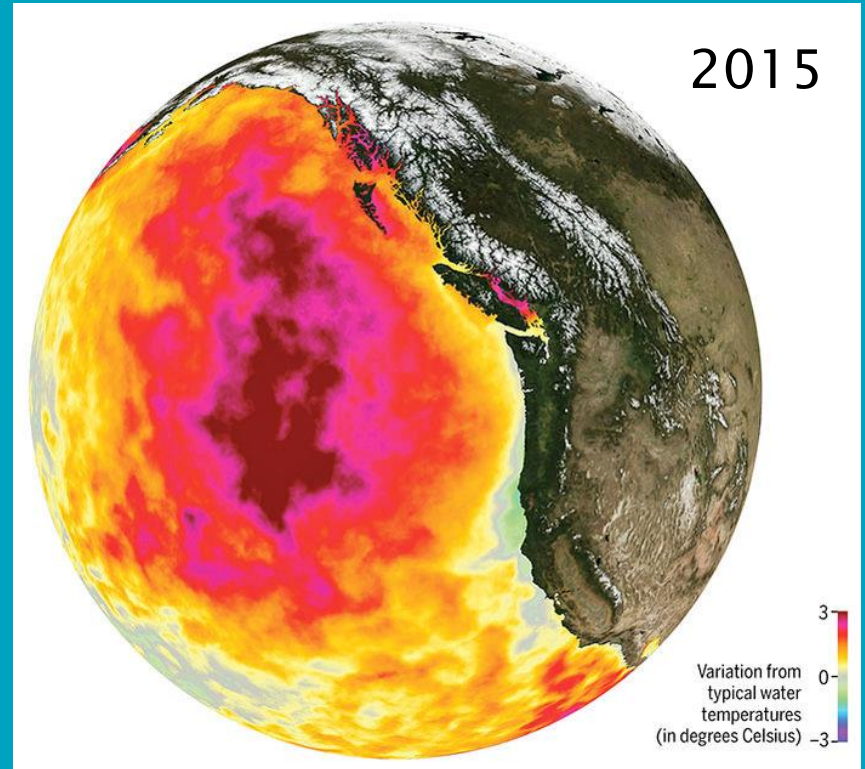 2015
3
Variation from
typical water
temperatures
(in degrees Celsius)
0
–3